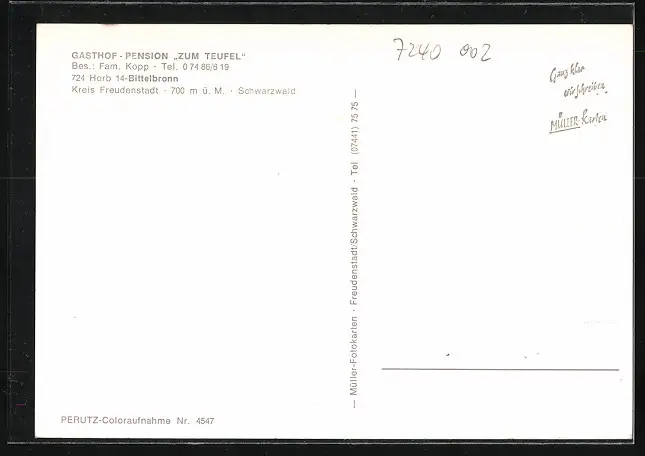 GASTHOF - PENSION „ZUM TEUFEL“
Bes.: Fam. Kopp · Tel. 0 74 86/6 19
724 Horb 14-Bittelbronn
Kreis Freudenstadt · 700 m ü. M. · Schwarzwald
7240 002
Ganz klar
wir schreiben
MÜLLER-Karten
— Müller-Fotokarten · Freudenstadt/Schwarzwald · Tel (07441) 75 75 —
PERUTZ-Coloraufnahme Nr. 4547